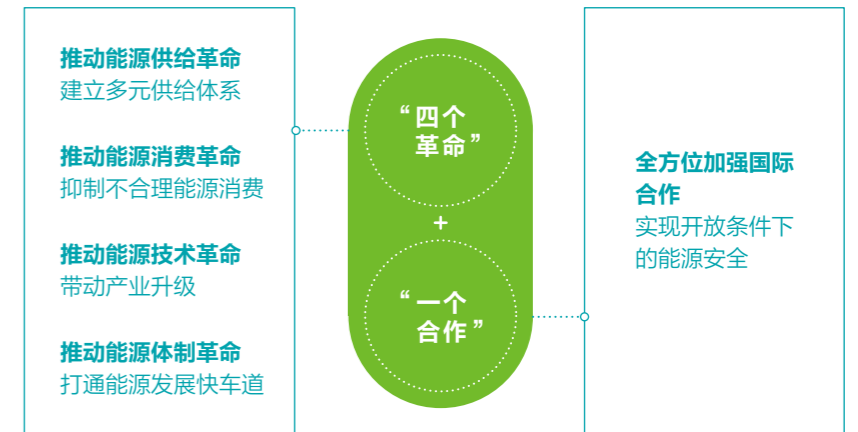 推动能源供给革命
建立多元供给体系
推动能源消费革命
抑制不合理能源消费
推动能源技术革命
带动产业升级
推动能源体制革命
打通能源发展快车道
“四个
革命”
+
“一个
合作”
全方位加强国际
合作
实现开放条件下
的能源安全